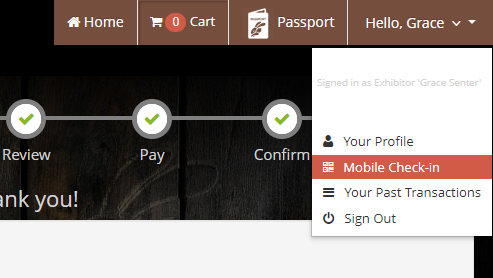 Home 0 Cart Passport Hello, Grace
Signed in as Exhibitor 'Grace Senter'
Your Profile
Mobile Check-in
Your Past Transactions
Sign Out
Review Pay Confirm
ank you!